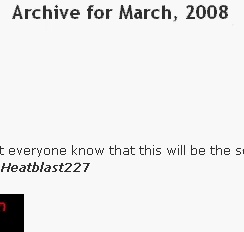 Archive for March, 2008
everyone know that this will be the
Heatblast227